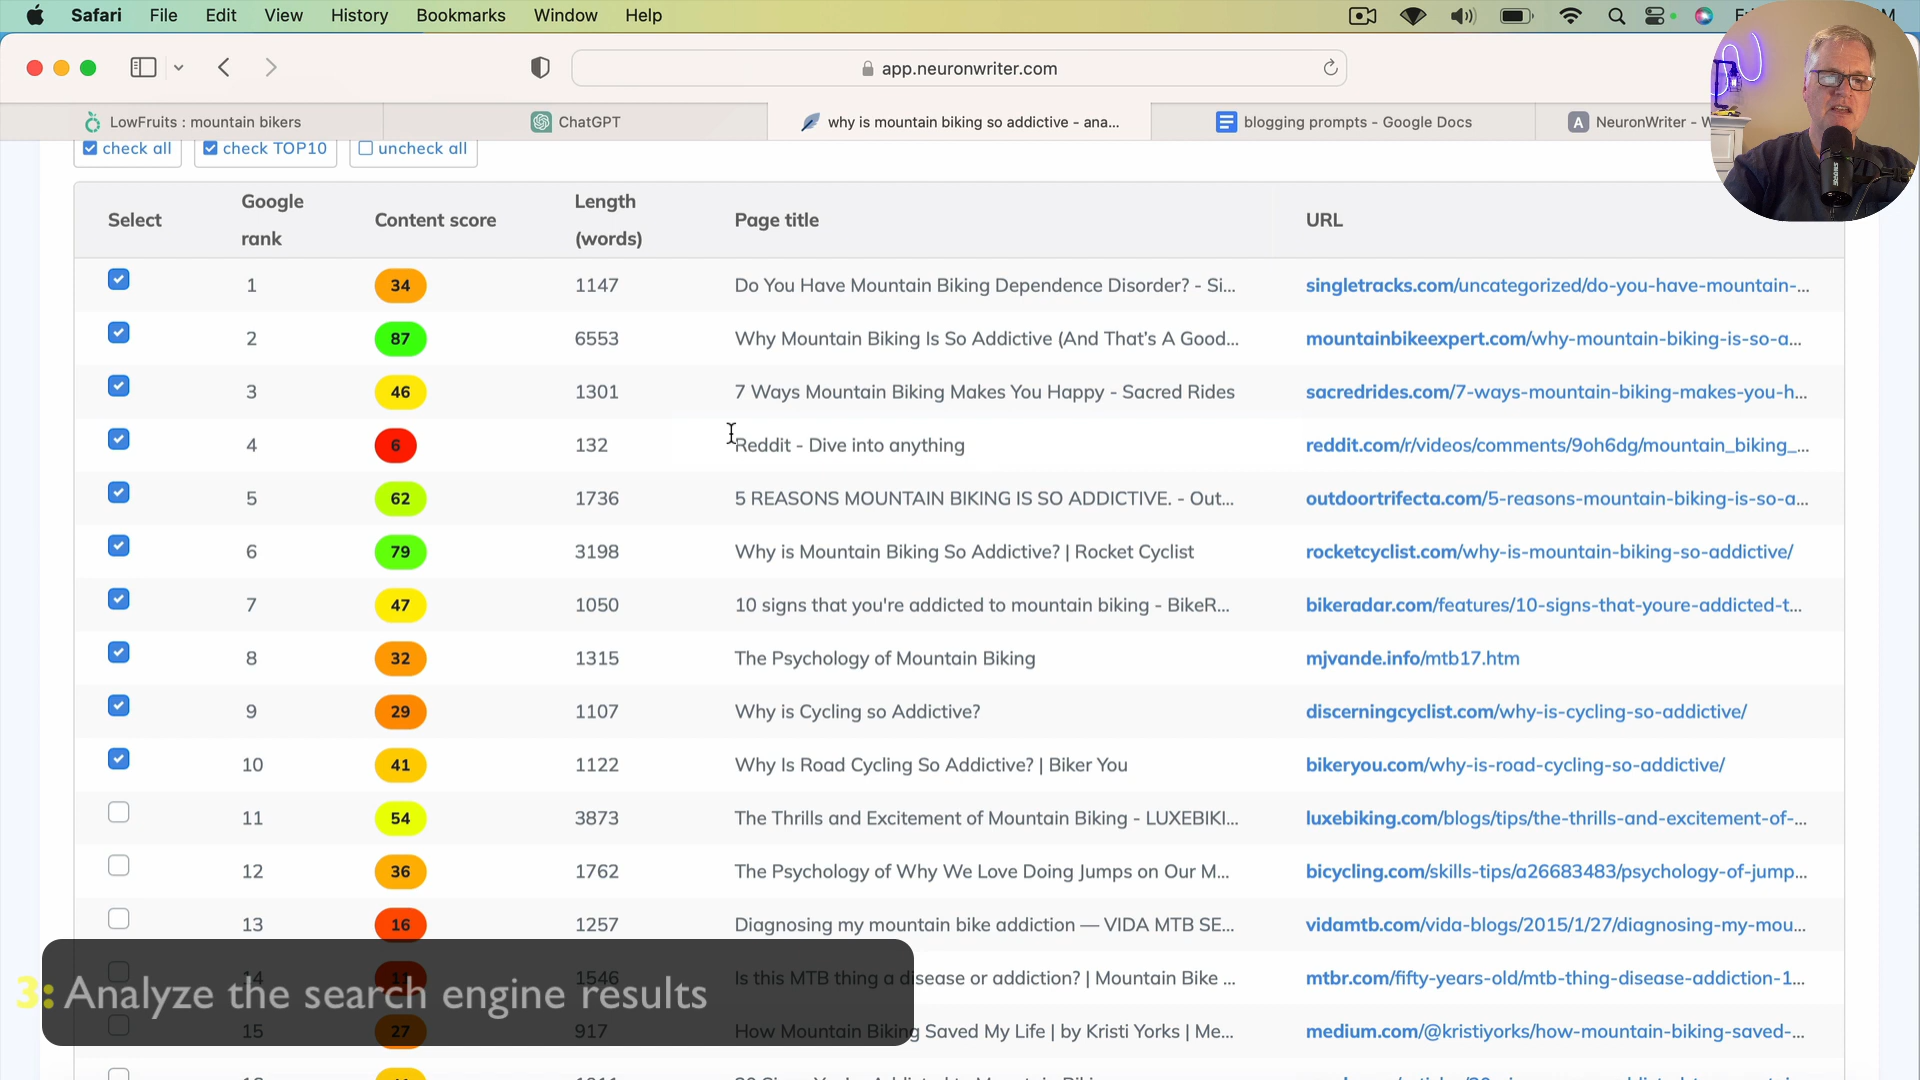 Safari File Edit View History Bookmarks Window Help
app.neuronwriter.com
LowFruits : mountain bikers
ChatGPT
why is mountain biking so addictive - ana...
blogging prompts - Google Docs
NeuronWriter - W
check all check TOP10 uncheck all
Select Google rank Content score Length (words) Page title URL
1 34 1147 Do You Have Mountain Biking Dependence Disorder? - Si... singletracks.com/uncategorized/do-you-have-mountain-...
2 87 6553 Why Mountain Biking Is So Addictive (And That's A Good... mountainbikeexpert.com/why-mountain-biking-is-so-a...
3 46 1301 7 Ways Mountain Biking Makes You Happy - Sacred Rides sacredrides.com/7-ways-mountain-biking-makes-you-h...
4 6 132 Reddit - Dive into anything reddit.com/r/videos/comments/9oh6dg/mountain_biking_...
5 62 1736 5 REASONS MOUNTAIN BIKING IS SO ADDICTIVE. - Out... outdoortrifecta.com/5-reasons-mountain-biking-is-so-a...
6 79 3198 Why is Mountain Biking So Addictive? | Rocket Cyclist rocketcyclist.com/why-is-mountain-biking-so-addictive/
7 47 1050 10 signs that you're addicted to mountain biking - BikeR... bikeradar.com/features/10-signs-that-youre-addicted-t...
8 32 1315 The Psychology of Mountain Biking mjvande.info/mtb17.htm
9 29 1107 Why is Cycling so Addictive? discerningcyclist.com/why-is-cycling-so-addictive/
10 41 1122 Why Is Road Cycling So Addictive? | Biker You bikeryou.com/why-is-road-cycling-so-addictive/
11 54 3873 The Thrills and Excitement of Mountain Biking - LUXEBIKI... luxebiking.com/blogs/tips/the-thrills-and-excitement-of-...
12 36 1762 The Psychology of Why We Love Doing Jumps on Our M... bicycling.com/skills-tips/a26683483/psychology-of-jump...
13 16 1257 Diagnosing my mountain bike addiction — VIDA MTB SE... vidamtb.com/vida-blogs/2015/1/27/diagnosing-my-mou...
14 1546 Is this MTB thing a disease or addiction? | Mountain Bike ... mtbr.com/fifty-years-old/mtb-thing-disease-addiction-1...
3: Analyze the search engine results
15 27 917 How Mountain Biking Saved My Life | by Kristi Yorks | Me... medium.com/@kristiyorks/how-mountain-biking-saved-...